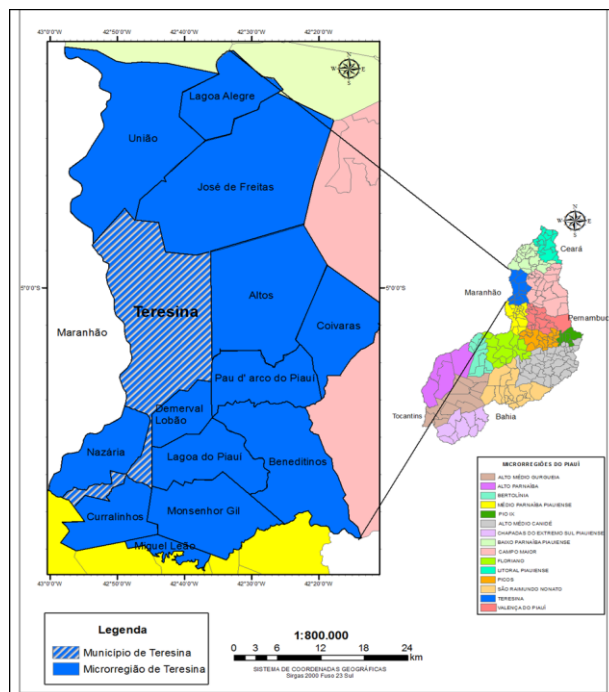 43°0'0"S 42°50'0"S 42°40'0"S 42°30'0"S 42°20'0"S
N
W E
S
Lagoa Alegre
União
José de Freitas
5°0'0"S
Teresina
Altos
Maranhão
Coivaras
Pau d' arco do Piauí
Demerval
Lobão
Nazária
Lagoa do Piauí
Beneditinos
Curralinhos
Monsenhor Gil
Miguel Leão
43°0'0"S 42°50'0"S 42°40'0"S 42°30'0"S 42°20'0"S
N
W E
S
Ceará
Maranhão
5°0'0"S
Pernambuc
Tocantins
Bahia
MICRORREGIÕES DO PIAUÍ
ALTO MÉDIO GURGUEIA
ALTO PARNAÍBA
BERTOLÍNIA
MÉDIO PARNAÍBA PIAUIENSE
PIO IX
ALTO MÉDIO CANIDÉ
CHAPADAS DO EXTREMO SUL PIAUIENSE
BAIXO PARNAÍBA PIAUIENSE
CAMPO MAIOR
FLORIANO
LITORAL PIAUIENSE
PICOS
SÃO RAIMUNDO NONATO
TERESINA
VALENÇA DO PIAUÍ
Legenda
Município de Teresina
Microrregião de Teresina
1:800.000
0 3 6 12 18 24
km
SISTEMA DE COORDENADAS GEOGRÁFICAS
Sirgas 2000 Fuso 23 Sul